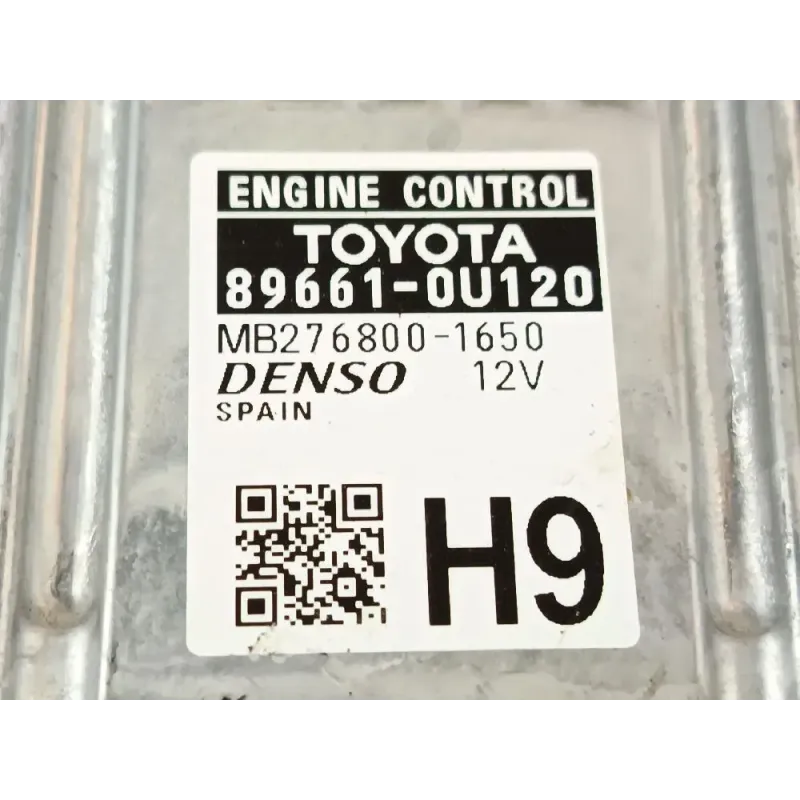 ENGINE CONTROL
TOYOTA
89661-0U120
MB276800-1650
DENSO 12V
SPAIN
H9